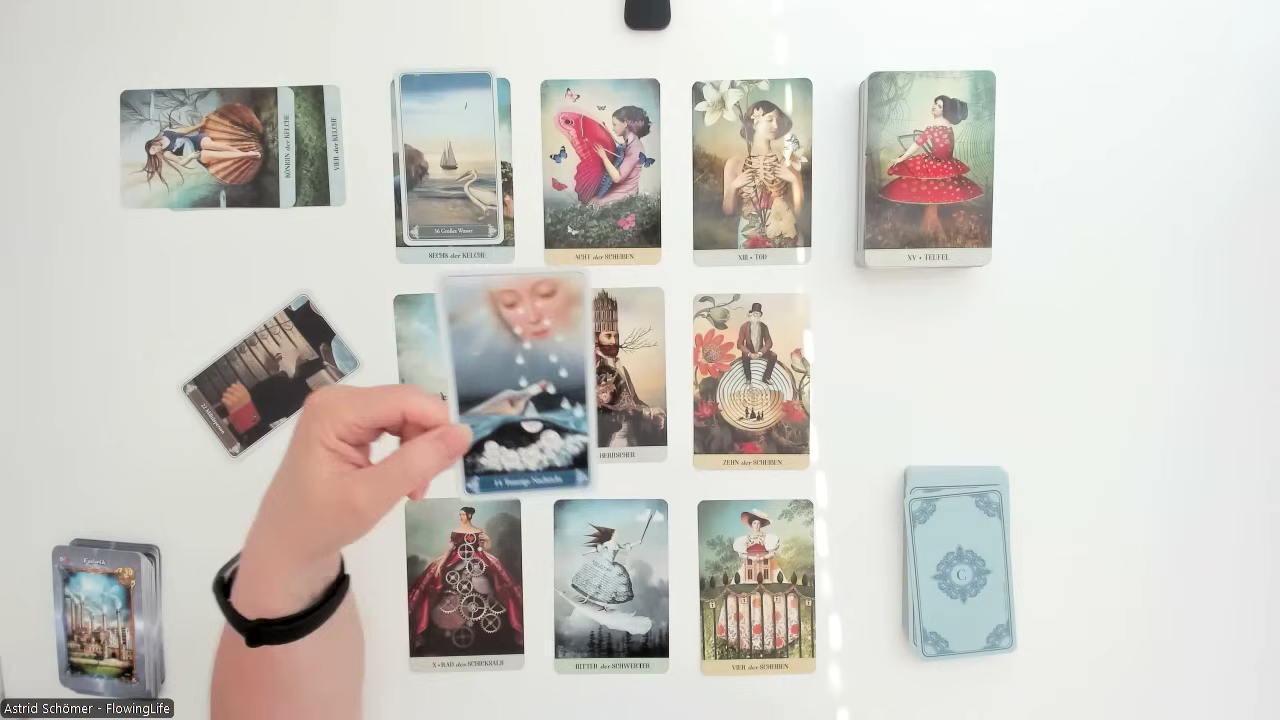 KÖNIGIN der KELCHE
VIER der KELCHE
36 Großes Wasser
SECHS der KELCHE
ACHT der SCHEIBEN
XIII • TOD
XV • TEUFEL
HERRSCHER
ZEHN der SCHEIBEN
14 Traurige Nachricht
X • RAD des SCHICKSALS
RITTER der SCHWERTER
VIER der SCHEIBEN
C
Astrid Schömer - FlowingLife